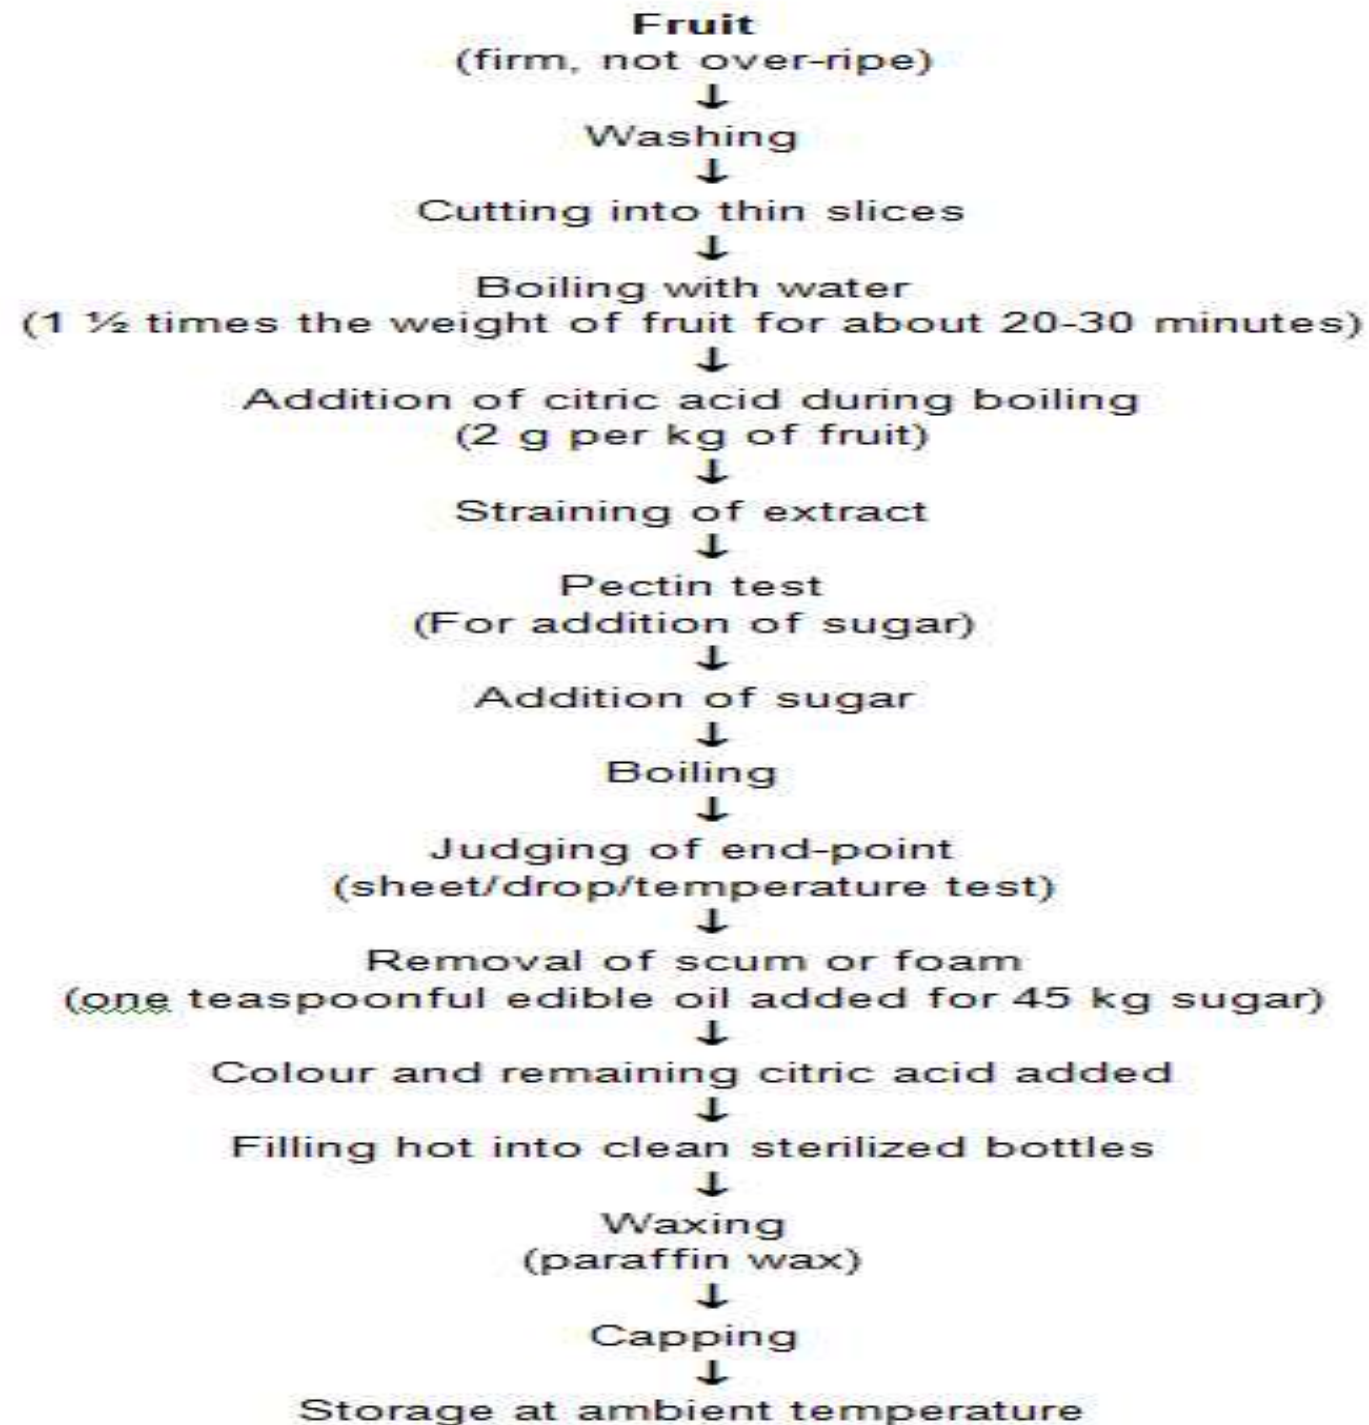 Fruit
(firm, not over-ripe)
↓
Washing
↓
Cutting into thin slices
↓
Boiling with water
(1 ½ times the weight of fruit for about 20-30 minutes)
↓
Addition of citric acid during boiling
(2 g per kg of fruit)
↓
Straining of extract
↓
Pectin test
(For addition of sugar)
↓
Addition of sugar
↓
Boiling
↓
Judging of end-point
(sheet/drop/temperature test)
↓
Removal of scum or foam
(one teaspoonful edible oil added for 45 kg sugar)
↓
Colour and remaining citric acid added
↓
Filling hot into clean sterilized bottles
↓
Waxing
(paraffin wax)
↓
Capping
↓
Storage at ambient temperature